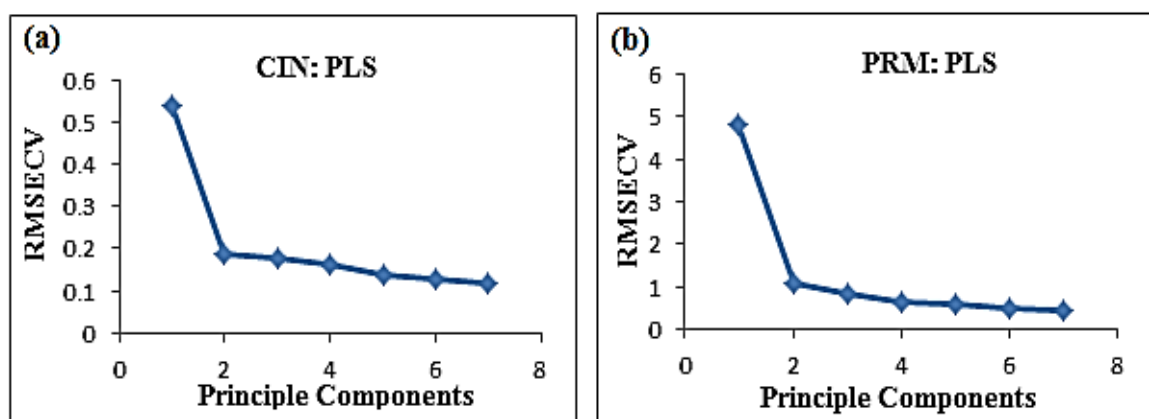 (a)
CIN: PLS
RMSECV
0.6
0.5
0.4
0.3
0.2
0.1
0
0 2 4 6 8
Principle Components
(b)
PRM: PLS
RMSECV
6
5
4
3
2
1
0
0 2 4 6 8
Principle Components